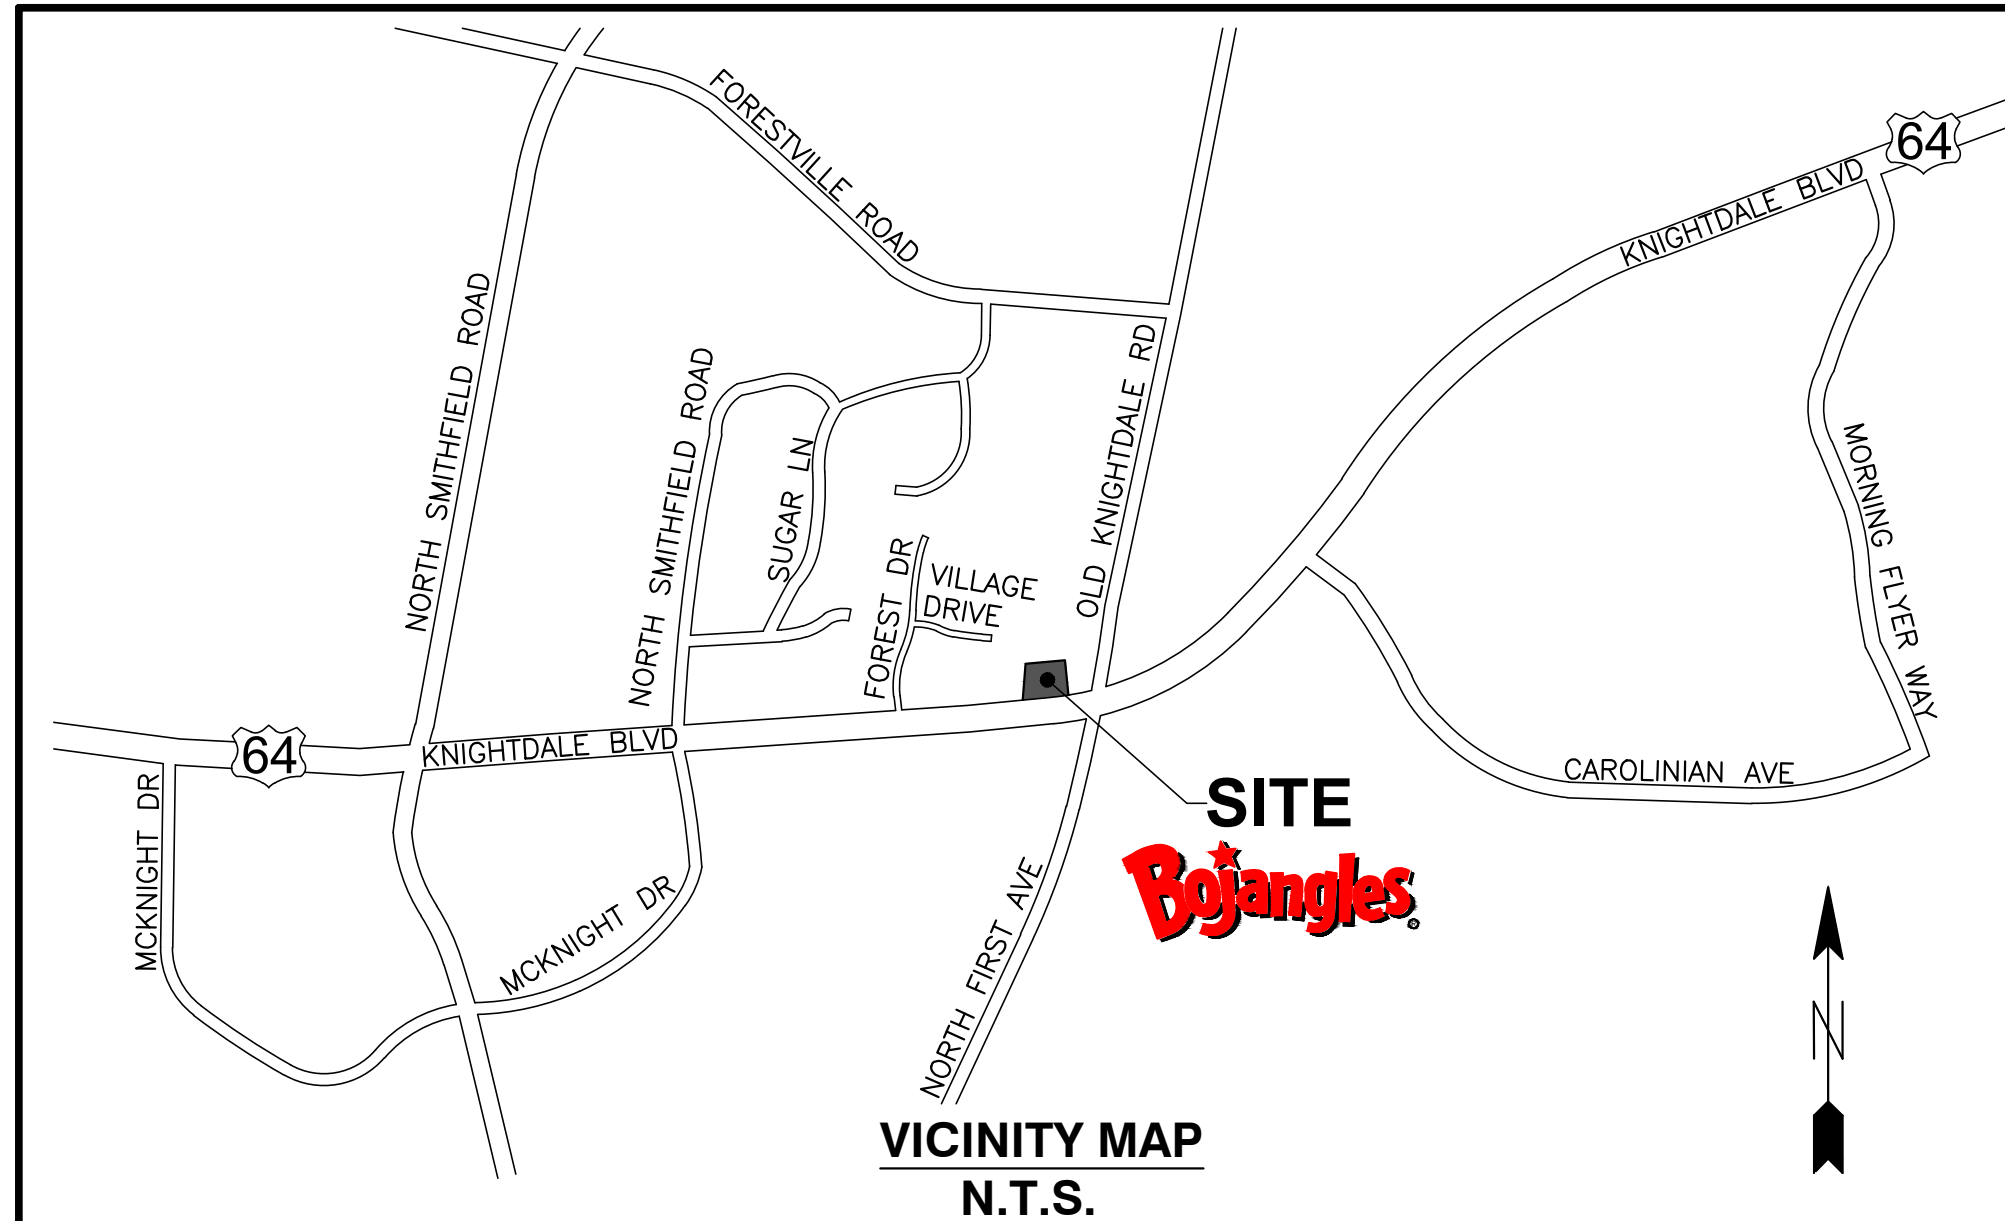 FORESTVILLE ROAD
64
KNIGHTDALE BLVD
NORTH SMITHFIELD ROAD
NORTH SMITHFIELD ROAD
OLD KNIGHTDALE RD
SUGAR LN
MORNING FLYER WAY
FOREST DR
VILLAGE
DRIVE
64
KNIGHTDALE BLVD
CAROLINIAN AVE
MCKNIGHT DR
SITE
Bojangles®
MCKNIGHT DR
NORTH FIRST AVE
N
VICINITY MAP
N.T.S.